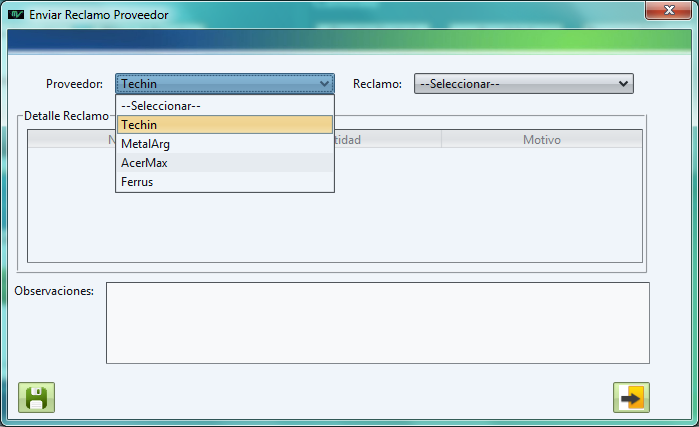 Enviar Reclamo Proveedor
Proveedor: Techin Reclamo: --Seleccionar--
--Seleccionar--
Detalle Reclamo
Techin
MetalArg Motivo
AcerMax
Ferrus
Observaciones: